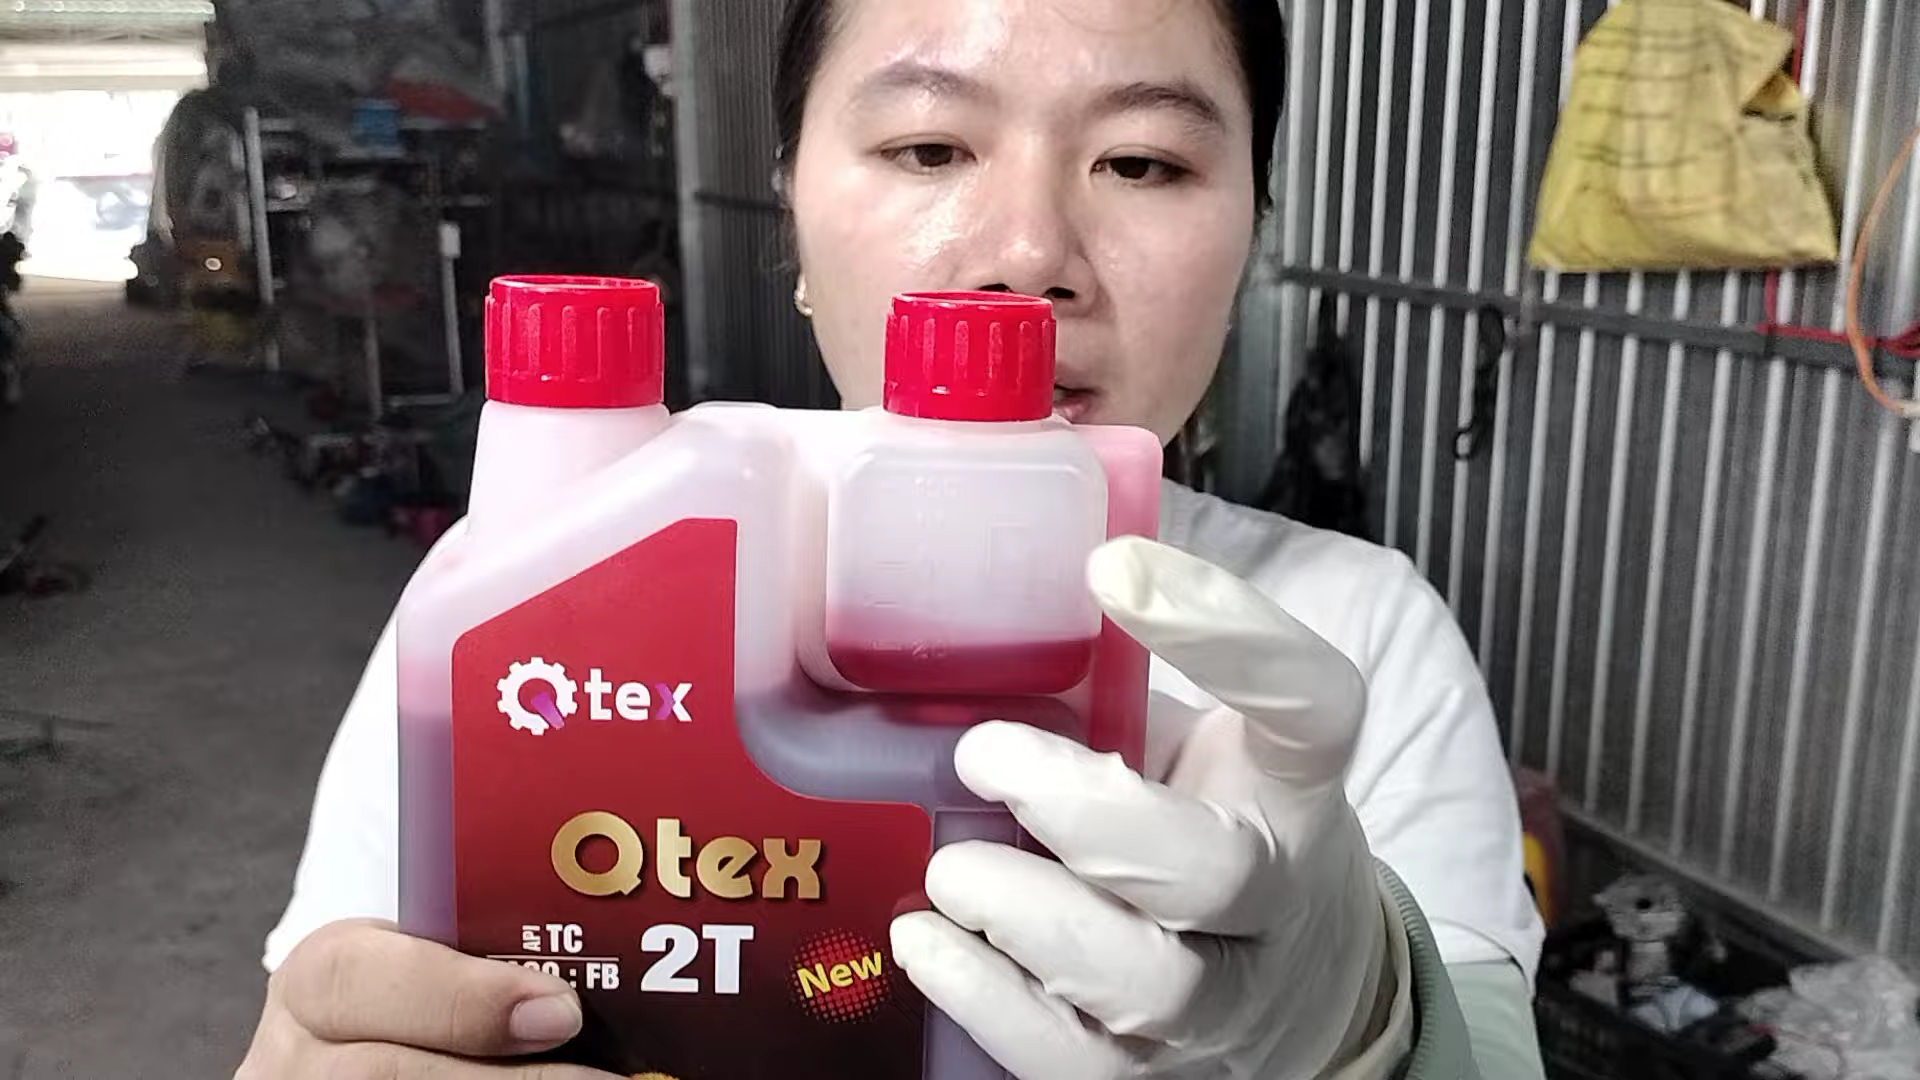 Qtex
Qtex
API TC
: FB
2T
New